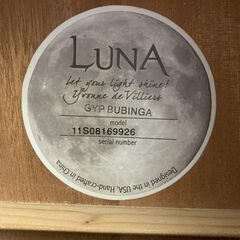 LUNA
Let your light shine!
Yvonne de Villiers
GYP BUBINGA
model
11S08169926
serial number
Designed in the USA, Hand-crafted in China